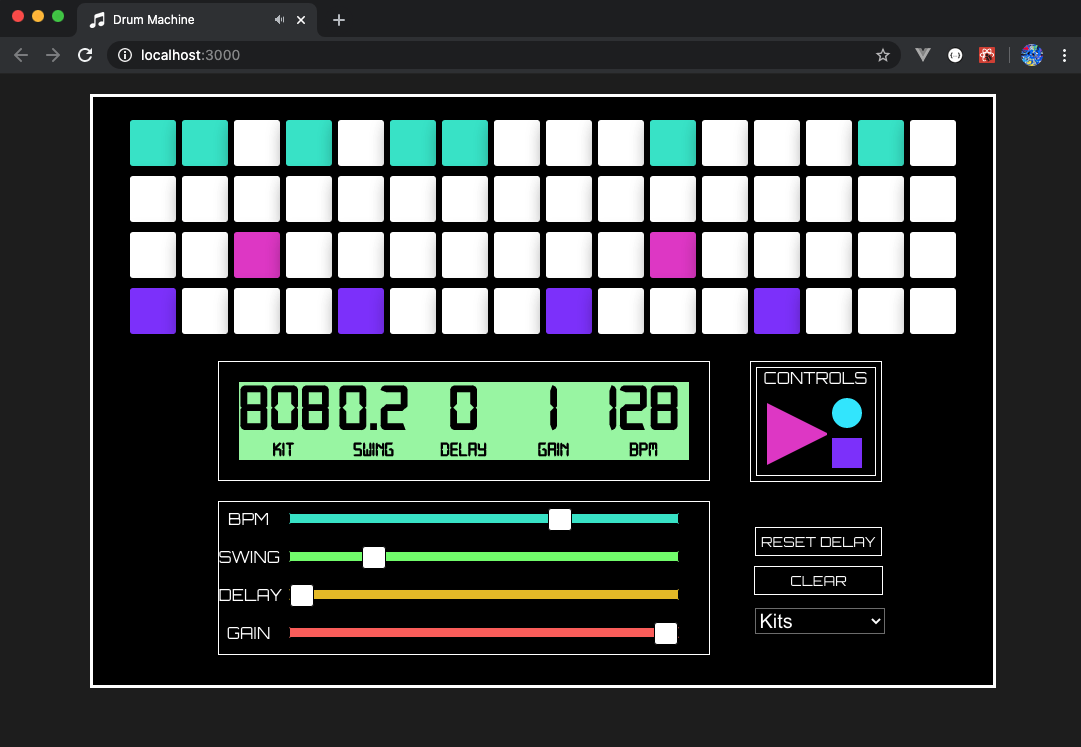 Drum Machine
localhost:3000
808 0.2 0 1 128
KIT SWING DELAY GAIN BPM
CONTROLS
BPM
SWING
DELAY
GAIN
RESET DELAY
CLEAR
Kits